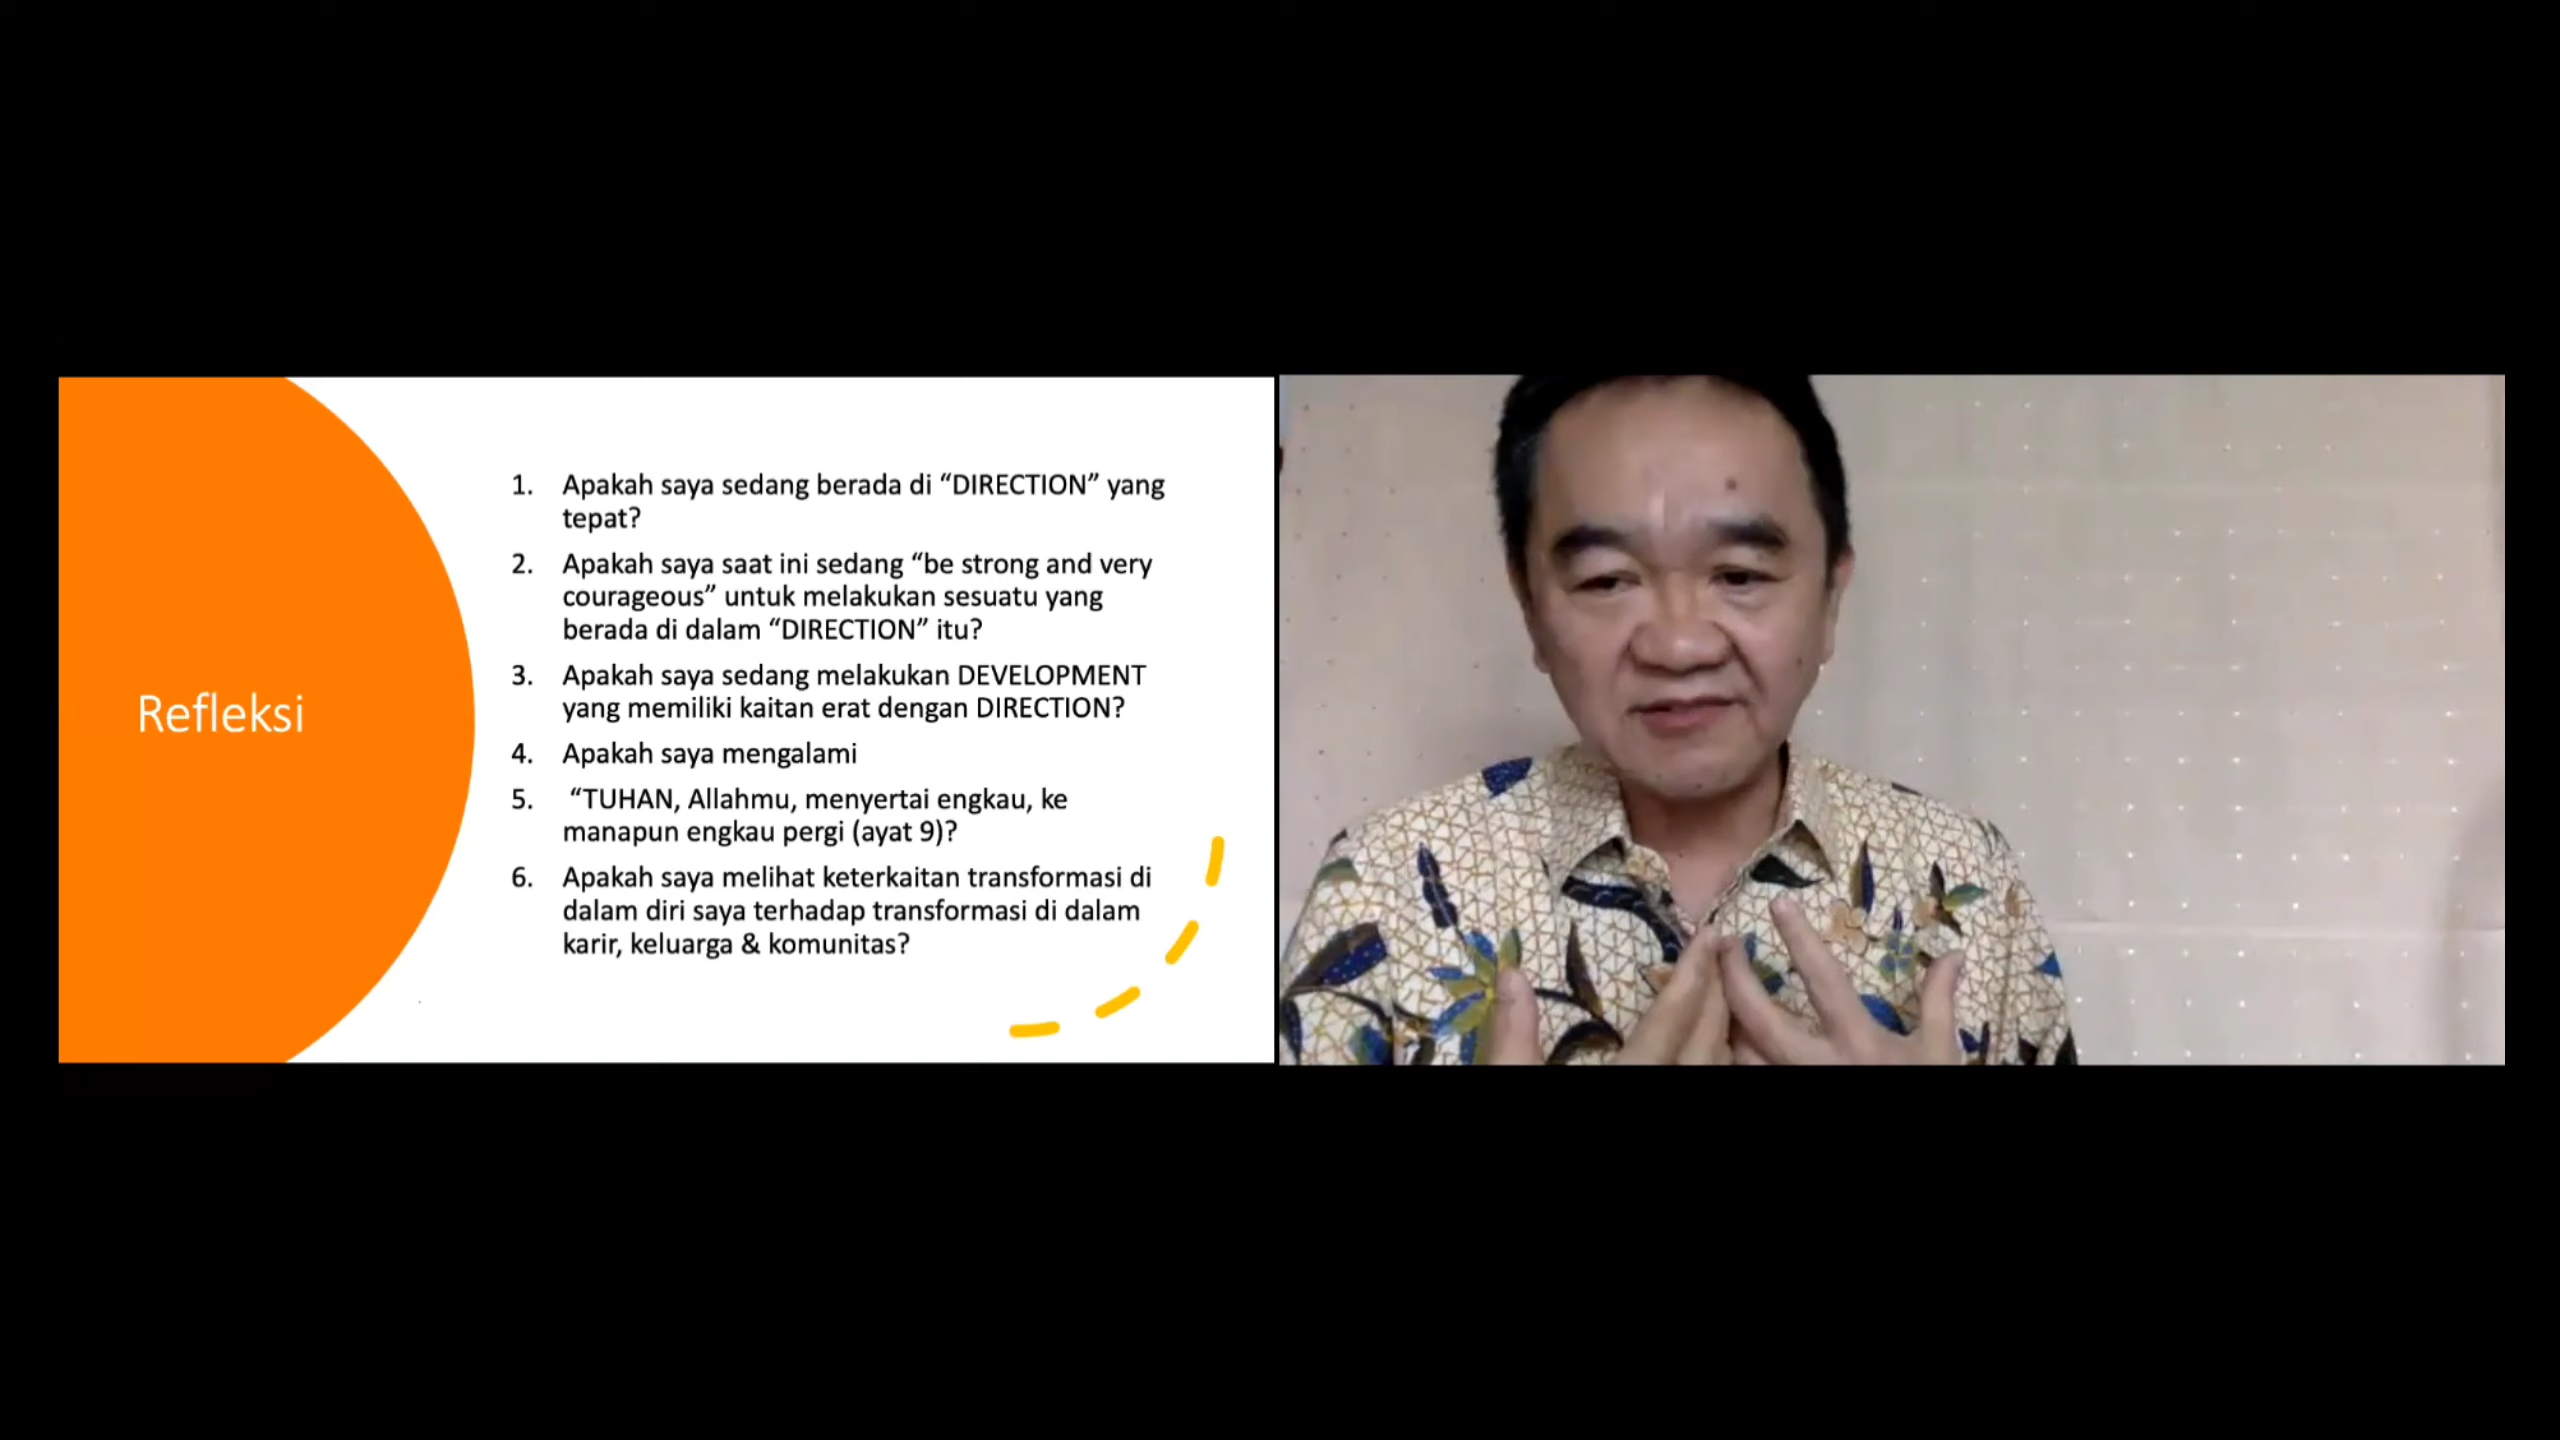 Refleksi
1. Apakah saya sedang berada di “DIRECTION” yang
tepat?
2. Apakah saya saat ini sedang “be strong and very
courageous” untuk melakukan sesuatu yang
berada di dalam “DIRECTION” itu?
3. Apakah saya sedang melakukan DEVELOPMENT
yang memiliki kaitan erat dengan DIRECTION?
4. Apakah saya mengalami
5. “TUHAN, Allahmu, menyertai engkau, ke
manapun engkau pergi (ayat 9)?
6. Apakah saya melihat keterkaitan transformasi di
dalam diri saya terhadap transformasi di dalam
karir, keluarga & komunitas?